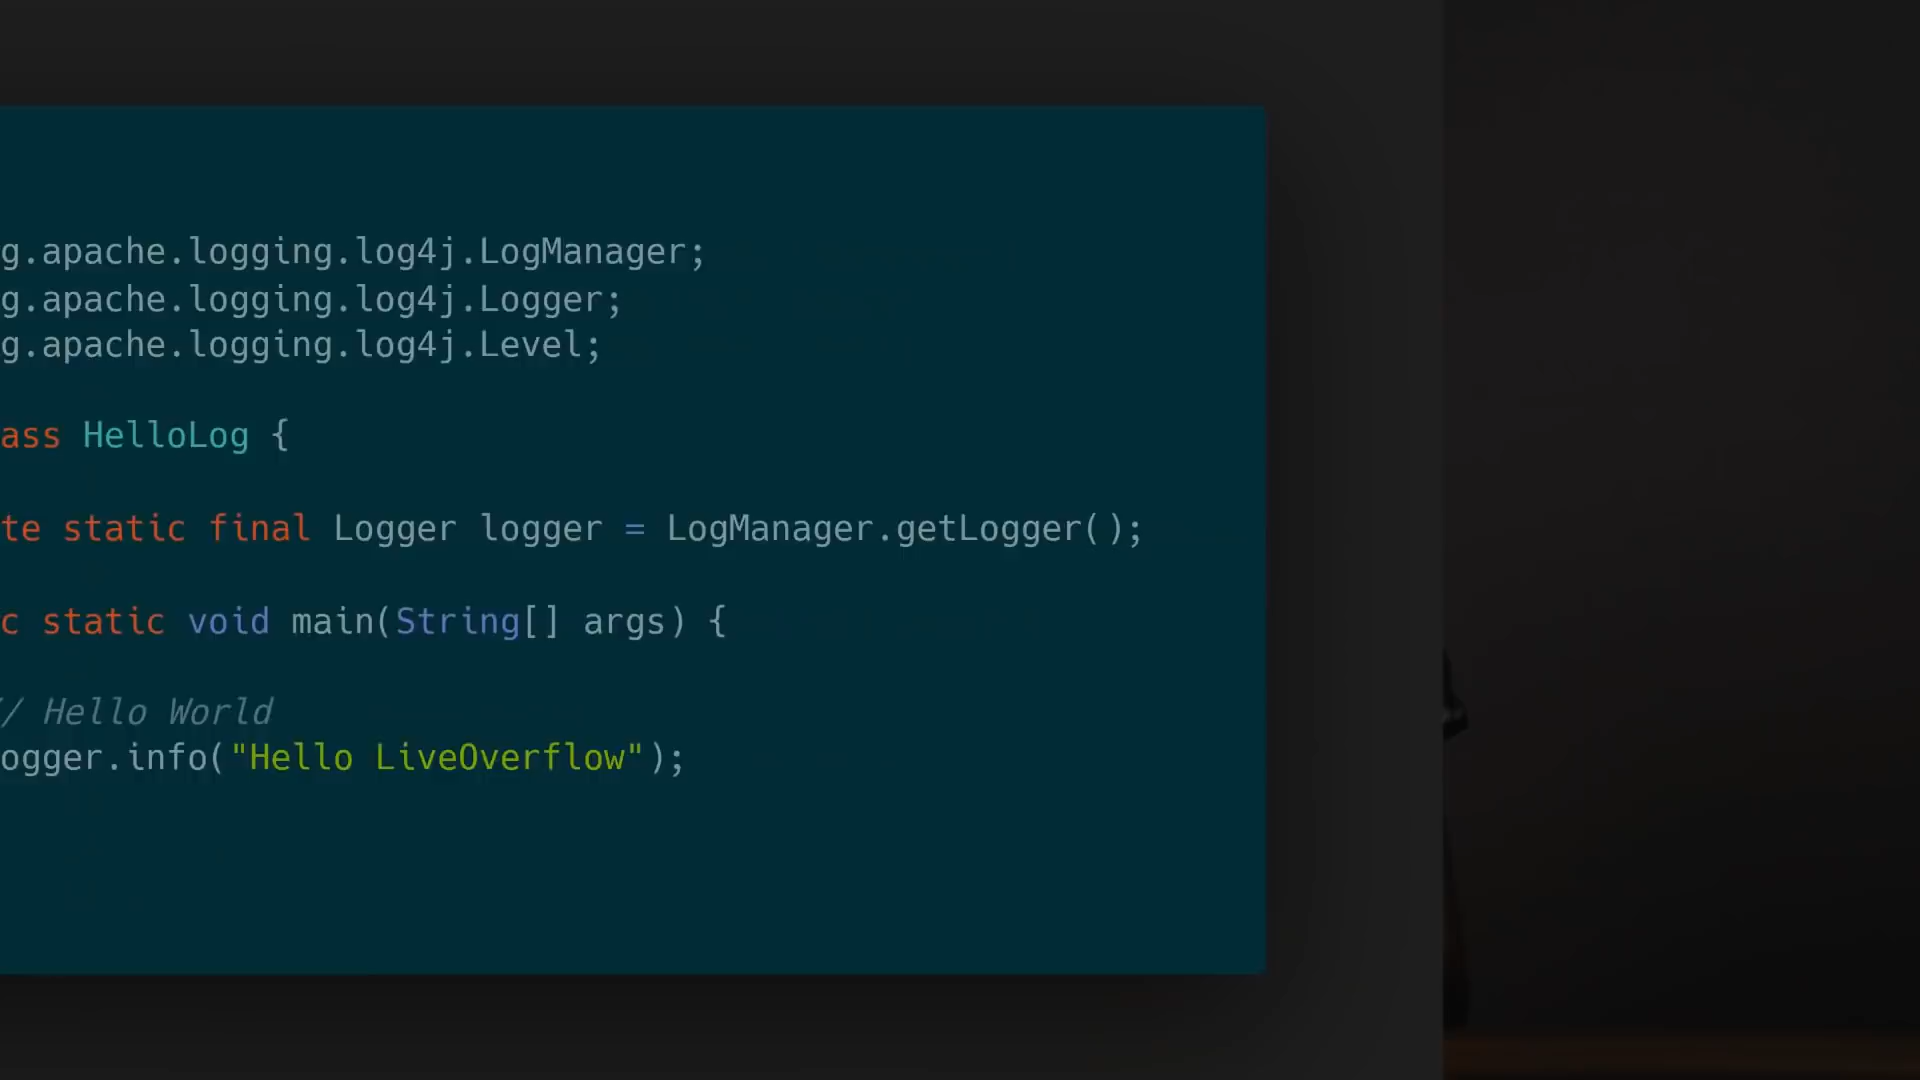 g.apache.logging.log4j.LogManager;
g.apache.logging.log4j.Logger;
g.apache.logging.log4j.Level;
ass HelloLog {
te static final Logger logger = LogManager.getLogger();
c static void main(String[] args) {
// Hello World
ogger.info("Hello LiveOverflow");